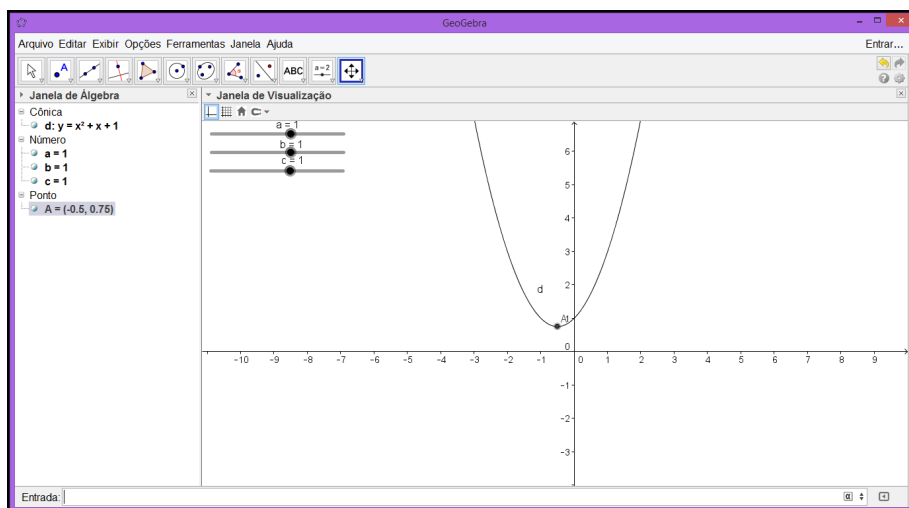 GeoGebra
Arquivo Editar Exibir Opções Ferramentas Janela Ajuda
Entrar...
ABC
a=2
Janela de Álgebra
Janela de Visualização
Cônica
d: y = x² + x + 1
Número
a = 1
b = 1
c = 1
Ponto
A = (-0.5, 0.75)
a = 1
b = 1
c = 1
6
5
4
3
d
2
A
0
-10 -9 -8 -7 -6 -5 -4 -3 -2 -1 0 1 2 3 4 5 6 7 8 9
-1
-2
-3
Entrada:
α